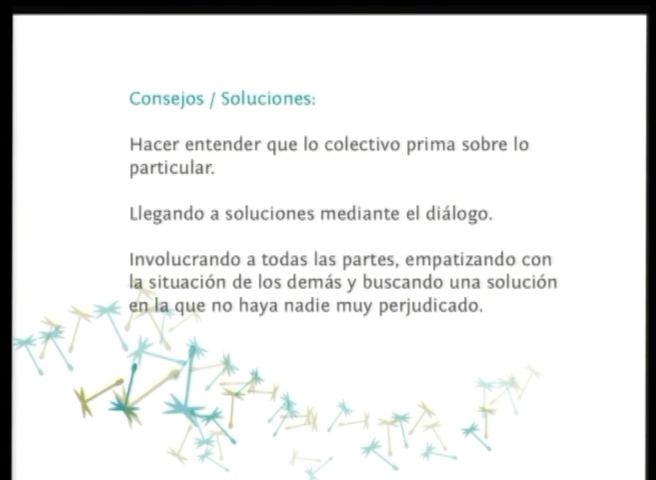 Consejos / Soluciones:
Hacer entender que lo colectivo prima sobre lo
particular.
Llegando a soluciones mediante el diálogo.
Involucrando a todas las partes, empatizando con
la situación de los demás y buscando una solución
en la que no haya nadie muy perjudicado.